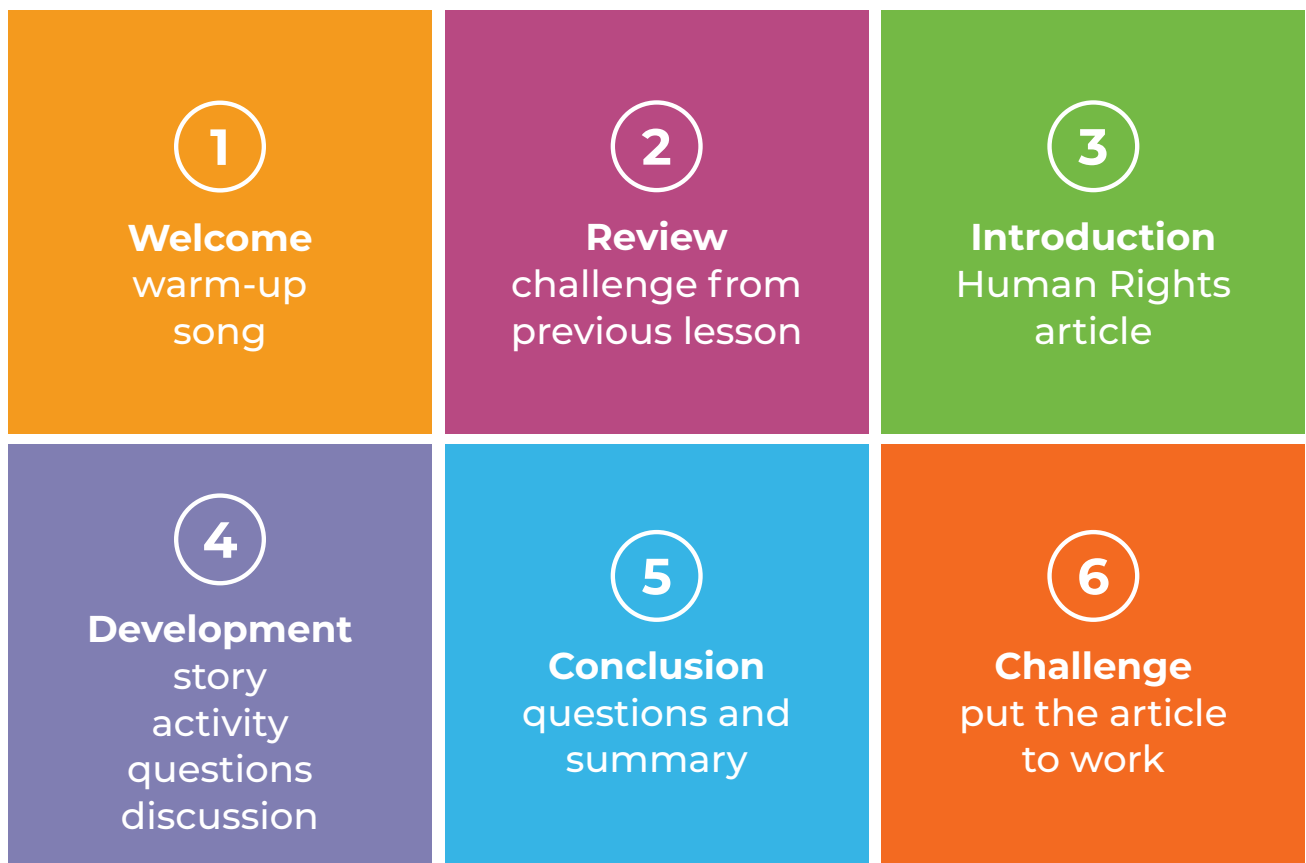 1
Welcome
warm-up
song
2
Review
challenge from
previous lesson
3
Introduction
Human Rights
article
4
Development
story
activity
questions
discussion
5
Conclusion
questions and
summary
6
Challenge
put the article
to work